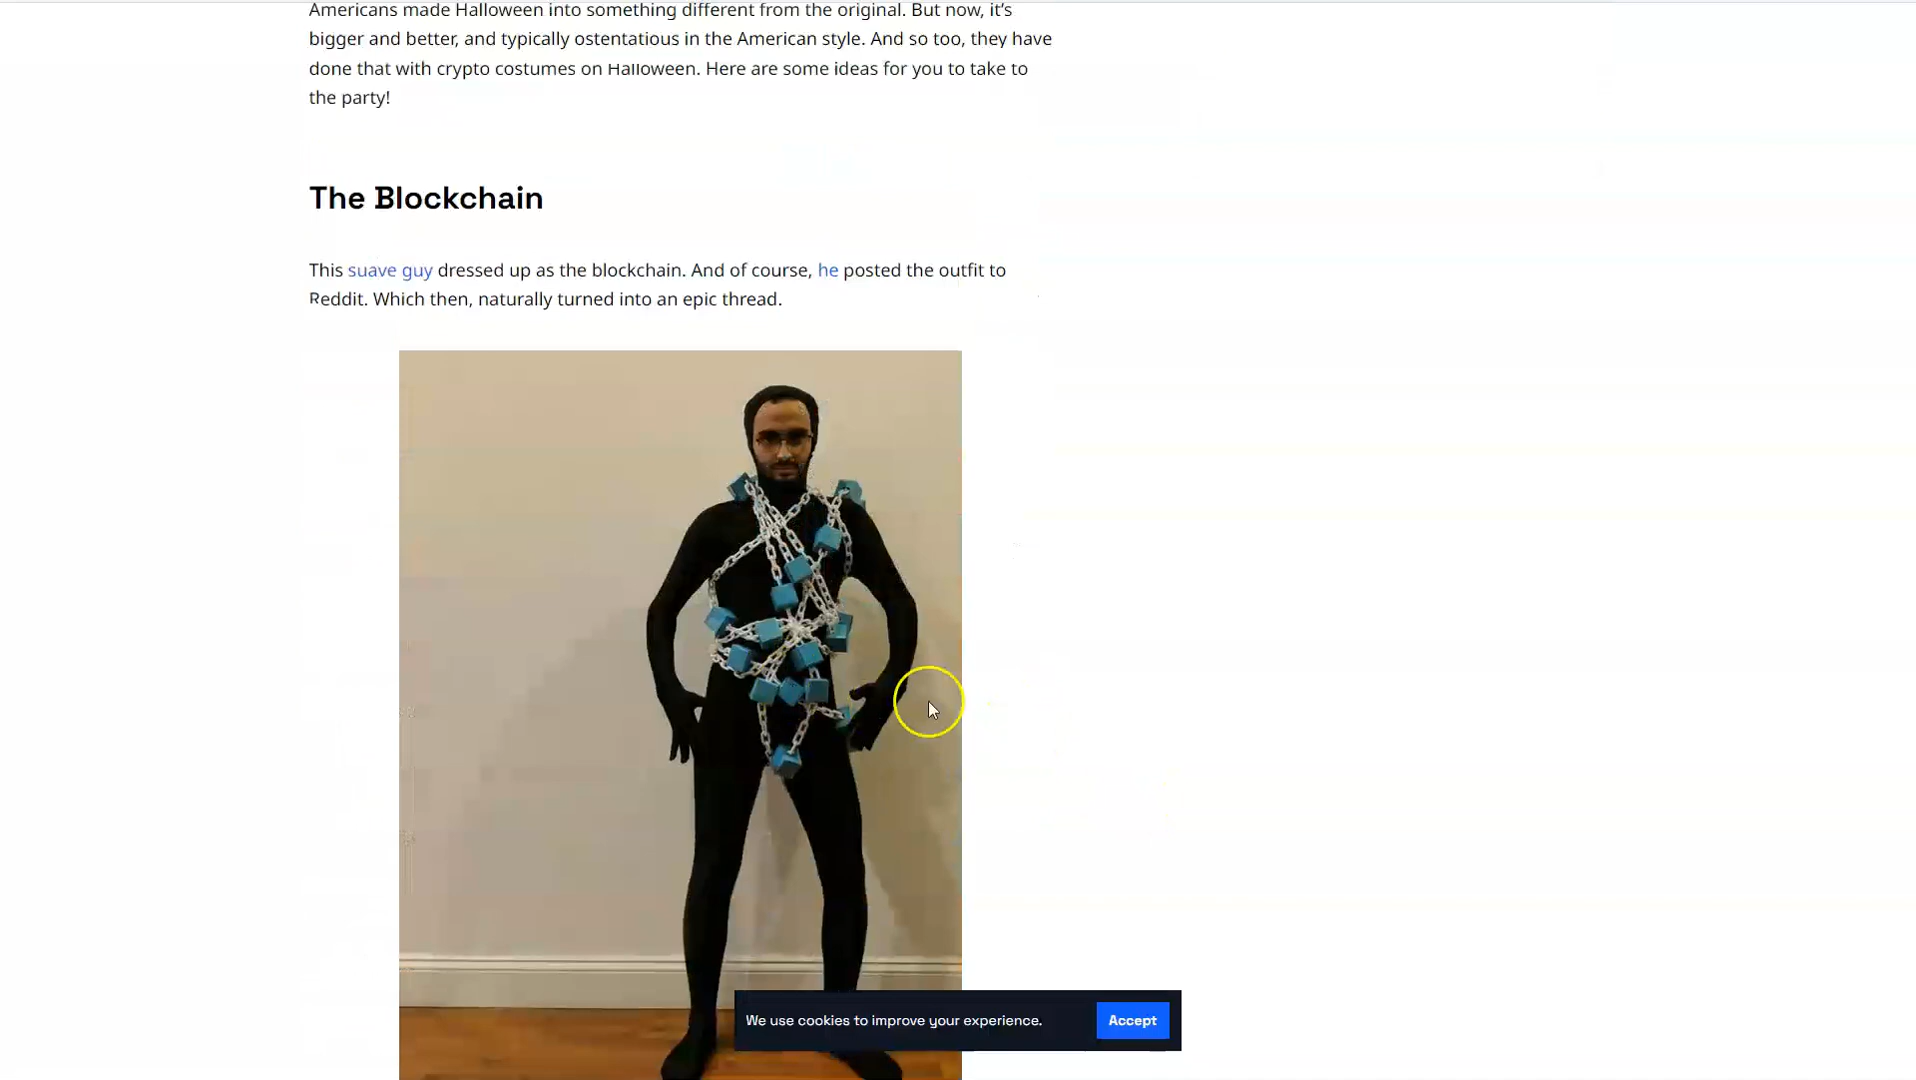 Americans made Halloween into something different from the original. But now, it’s
bigger and better, and typically ostentatious in the American style. And so too, they have
done that with crypto costumes on Halloween. Here are some ideas for you to take to
the party!
The Blockchain
This suave guy dressed up as the blockchain. And of course, he posted the outfit to
Reddit. Which then, naturally turned into an epic thread.
We use cookies to improve your experience.
Accept